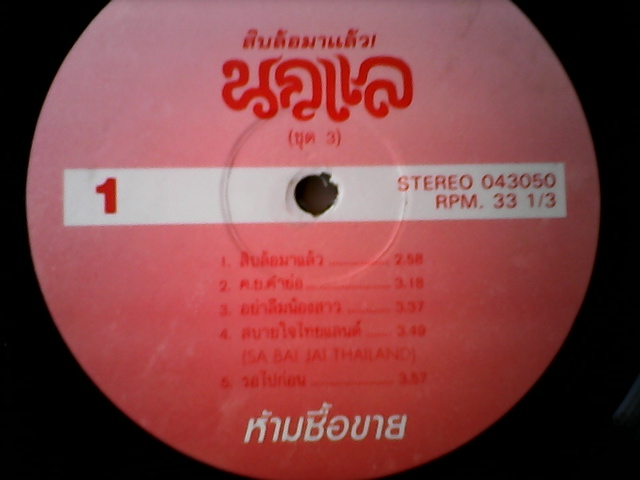 สิบล้อมาแล้ว!
นกแล
(ชุด 3)
1
STEREO 043050
RPM. 33 1/3
1. สิบล้อมาแล้ว 2.58
2. ค.ย.คำย่อ 3.18
3. อย่าลืมน้องสาว 3.37
4. สบายใจไทยแลนด์ 3.49
(SA BAI JAI THAILAND)
5. รอไปก่อน 3.57
ห้ามซื้อขาย